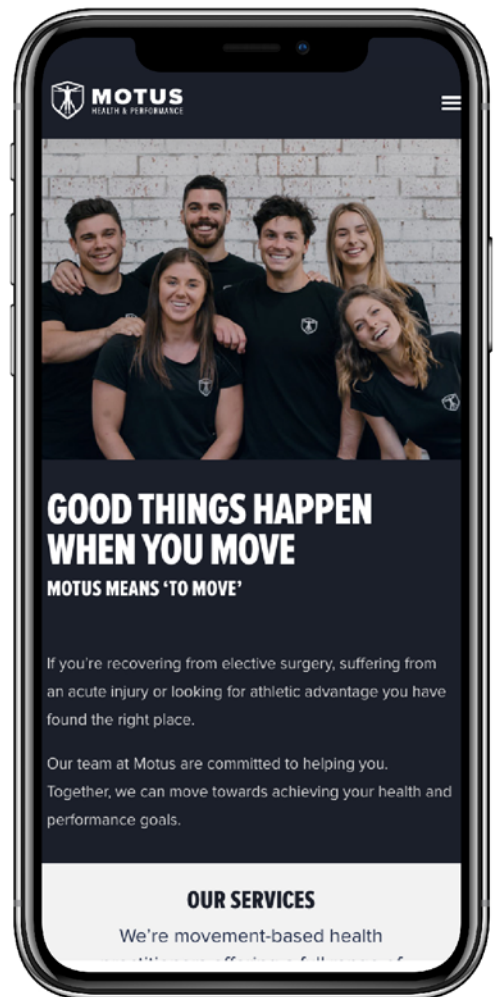 MOTUS
HEALTH & PERFORMANCE
GOOD THINGS HAPPEN
WHEN YOU MOVE
MOTUS MEANS ‘TO MOVE’
If you're recovering from elective surgery, suffering from
an acute injury or looking for athletic advantage you have
found the right place.
Our team at Motus are committed to helping you.
Together, we can move towards achieving your health and
performance goals.
OUR SERVICES
We're movement-based health